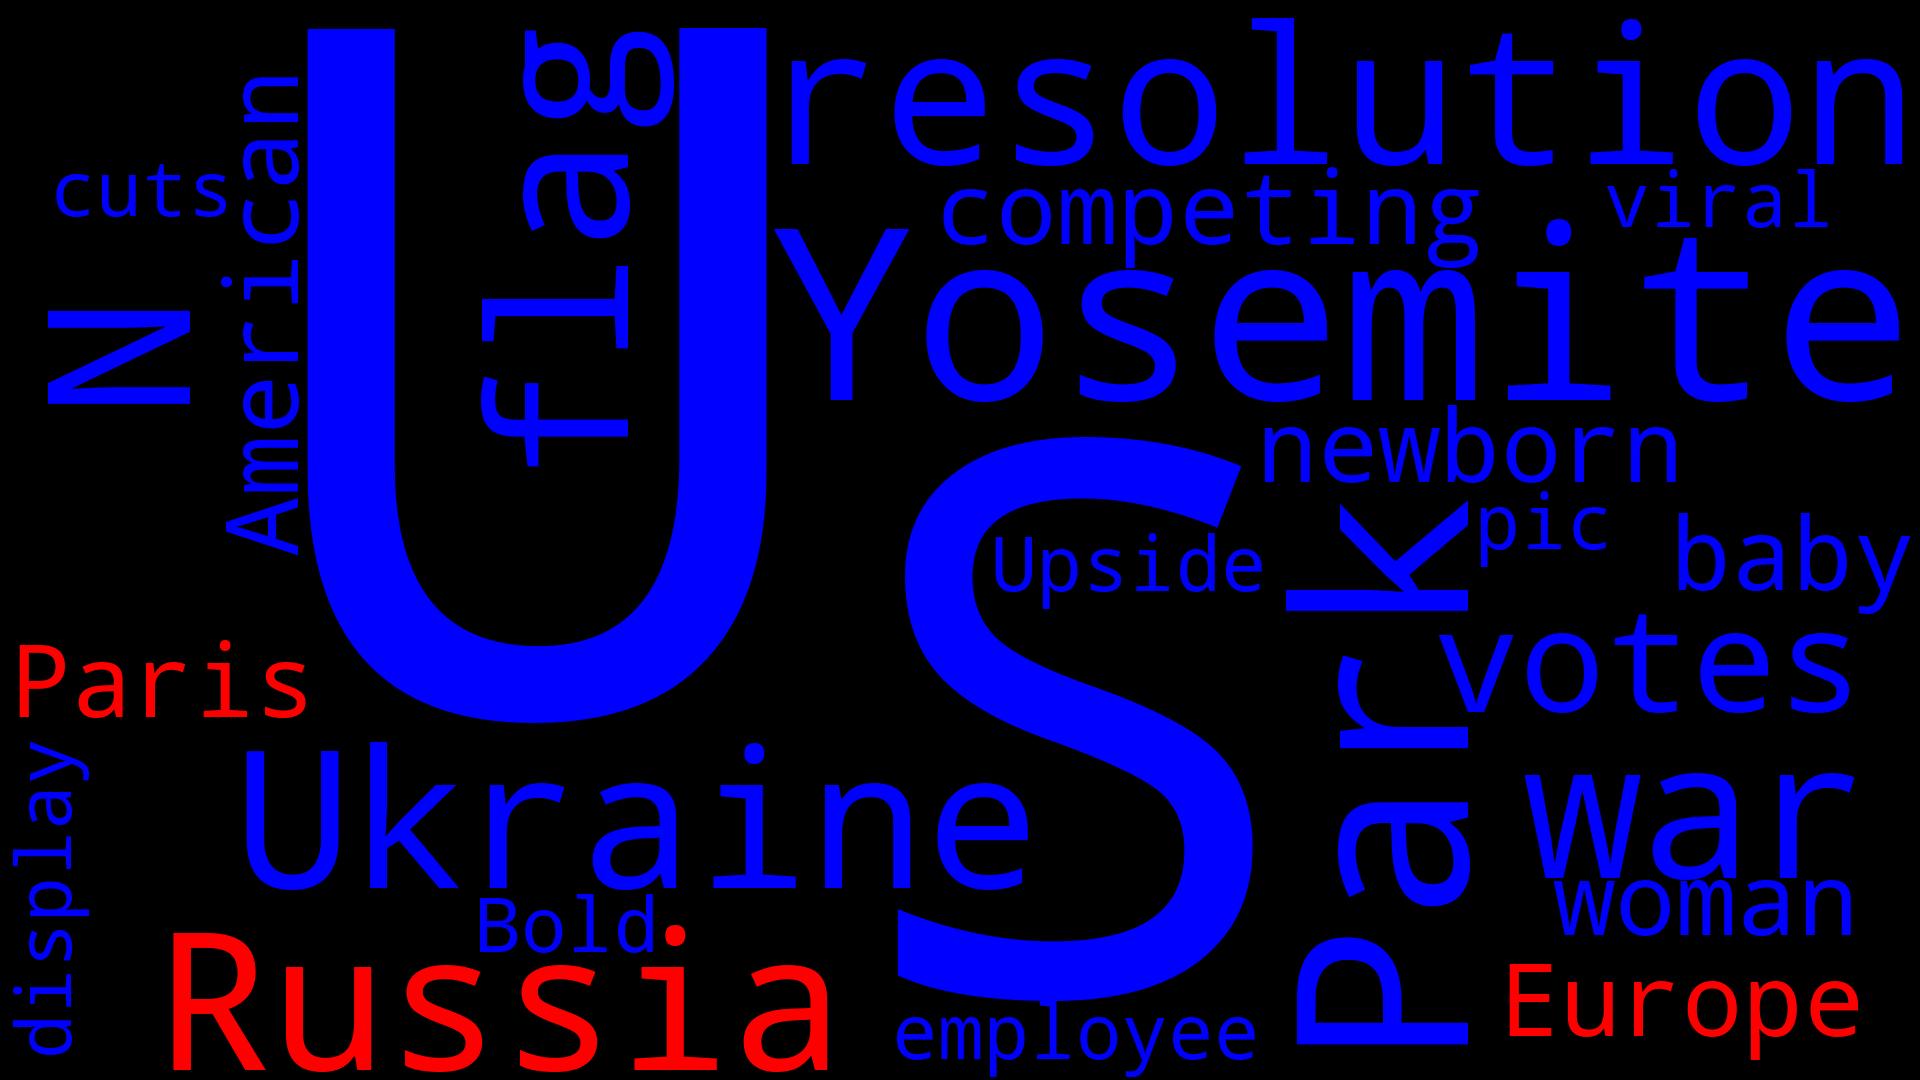 U
flag
resolution
cuts
American
competing
viral
N
Yosemite
newborn
S
Upside
pic
baby
Park
votes
Paris
Ukraine
war
display
Bold
woman
Russia
employee
Europe